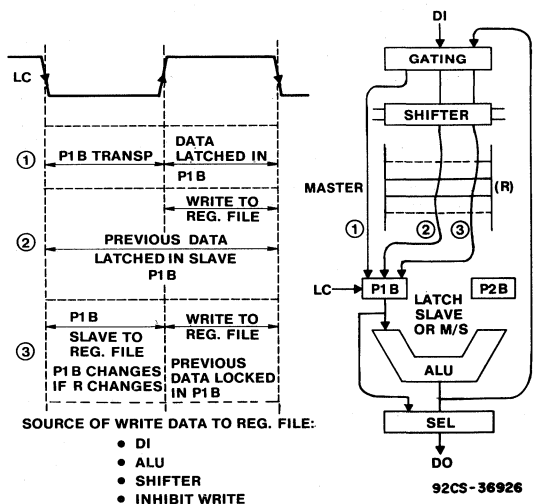 LC
① P1B TRANSP
DATA
LATCHED IN
P1B
② WRITE TO
REG. FILE
PREVIOUS DATA
LATCHED IN SLAVE
P1B
③ P1B
SLAVE TO
REG. FILE
P1B CHANGES
IF R CHANGES
WRITE TO
REG. FILE
PREVIOUS
DATA LOCKED
IN P1B
SOURCE OF WRITE DATA TO REG. FILE:
• DI
• ALU
• SHIFTER
• INHIBIT WRITE
DI
GATING
SHIFTER
MASTER
(R)
① ② ③
LC
P1B
P2B
LATCH
SLAVE
OR M/S
ALU
SEL
DO
92CS-36926